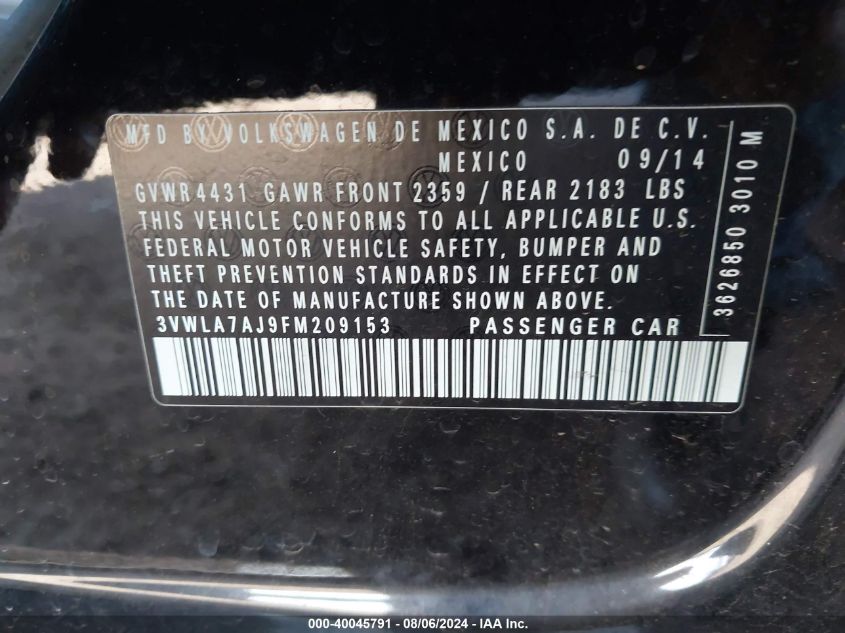 MFD BY VOLKSWAGEN DE MEXICO S.A. DE C.V.
MEXICO 09/14
GVWR 4431 GAWR FRONT 2359 / REAR 2183 LBS
THIS VEHICLE CONFORMS TO ALL APPLICABLE U.S.
FEDERAL MOTOR VEHICLE SAFETY, BUMPER AND
THEFT PREVENTION STANDARDS IN EFFECT ON
THE DATE OF MANUFACTURE SHOWN ABOVE.
3VWLA7AJ9FM209153 PASSENGER CAR
3626850 3010 M
000-40045791 - 08/06/2024 - © IAA Inc.